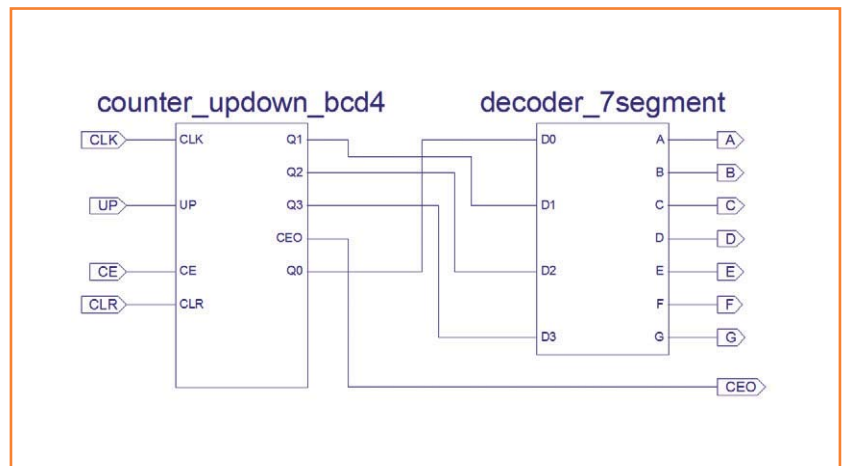 counter_updown_bcd4
decoder_7segment
CLK CLK Q1 D0 A A
Q2 B B
UP UP Q3 D1 C C
CEO D D
CE CE Q0 D2 E E
CLR CLR F F
D3 G G
CEO